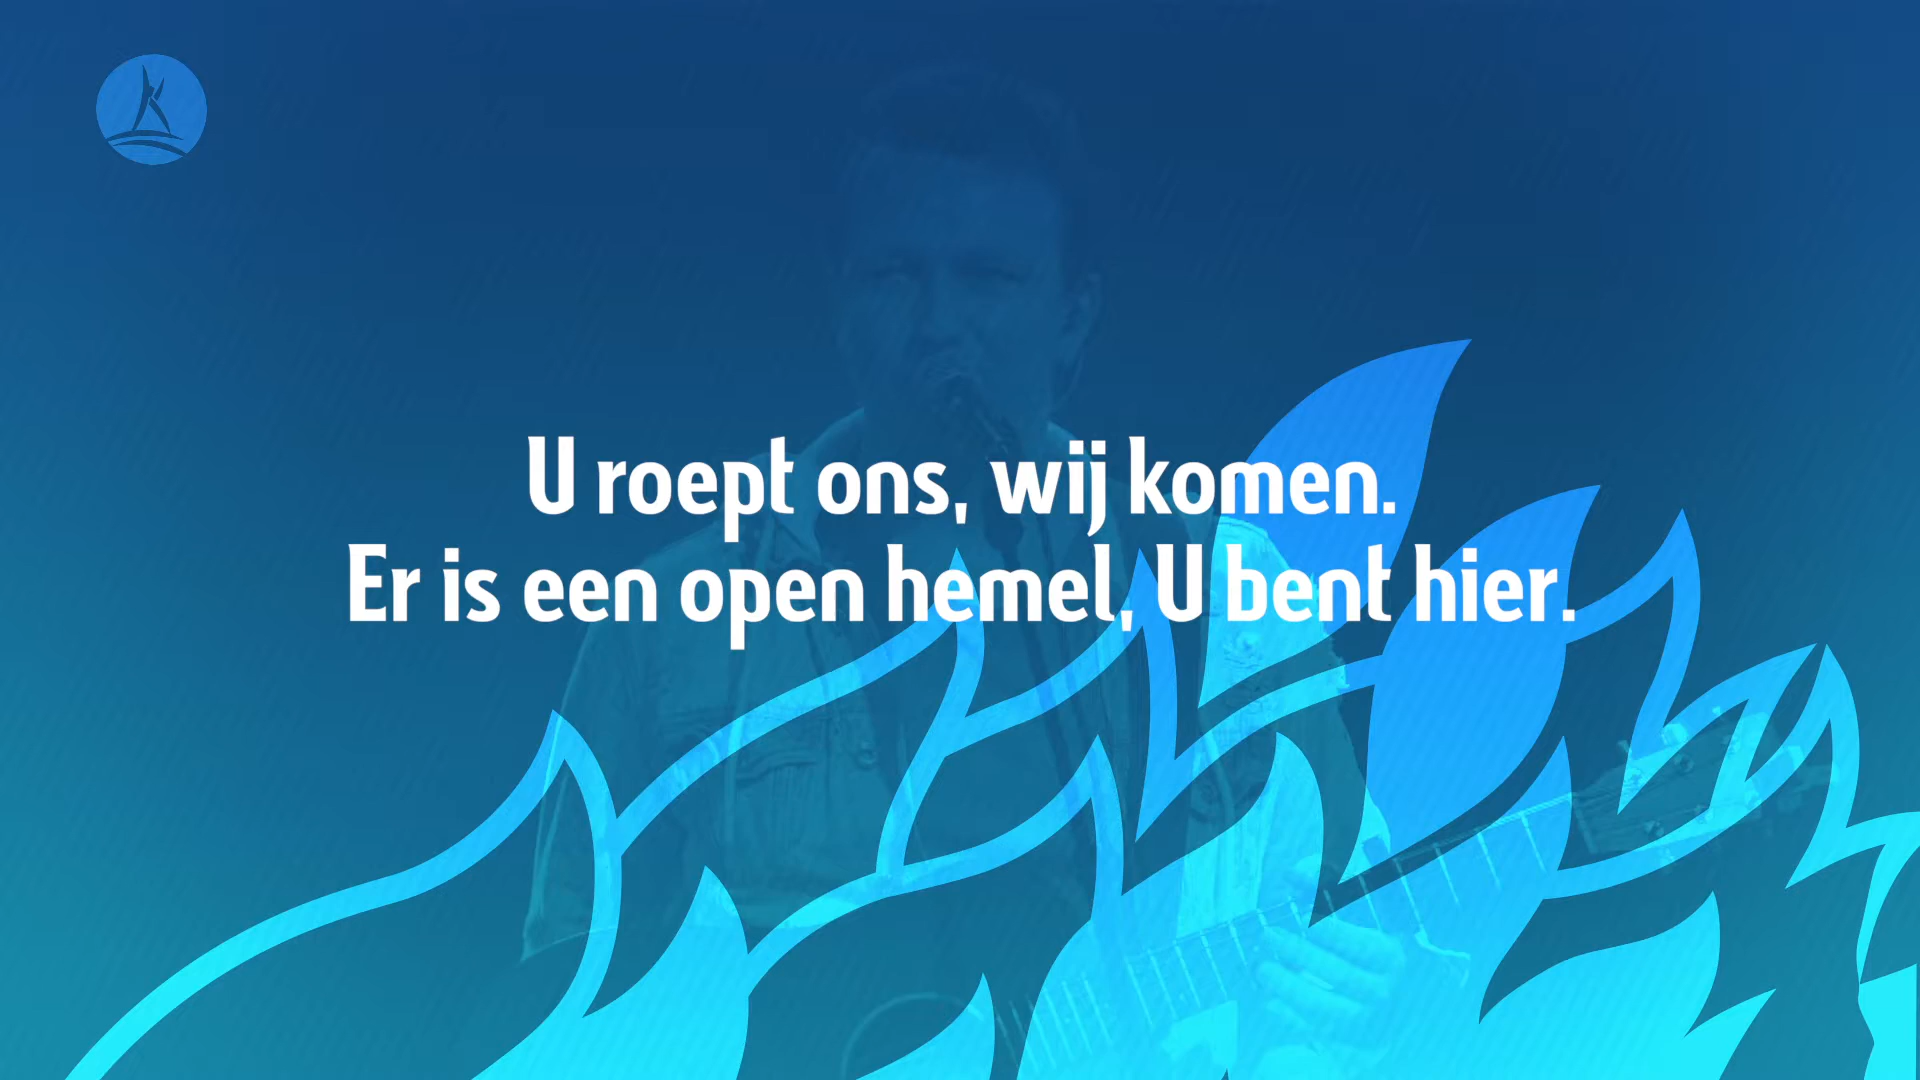 U roept ons, wij komen.
Er is een open hemel, U bent hier.